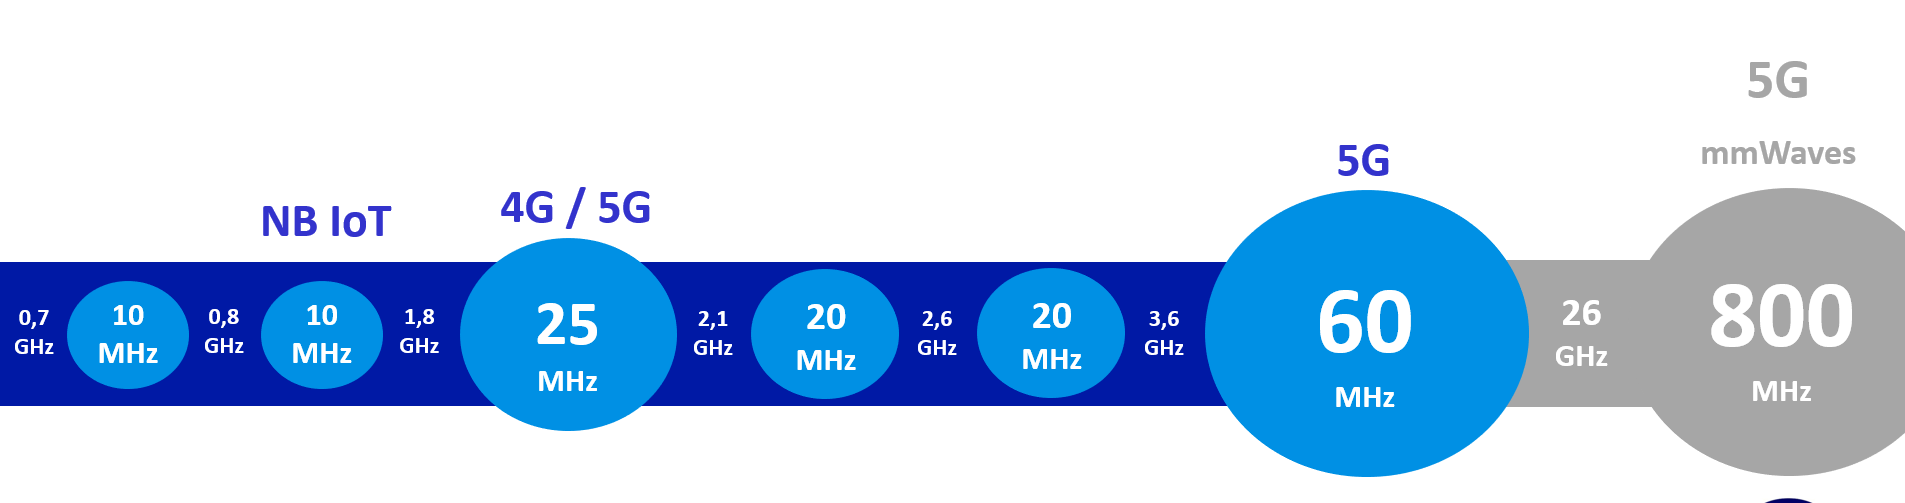 5G
mmWaves
5G
4G / 5G
NB IoT
0,7
GHz
10
MHz
0,8
GHz
10
MHz
1,8
GHz
25
MHz
2,1
GHz
20
MHz
2,6
GHz
20
MHz
3,6
GHz
60
MHz
26
GHz
800
MHz